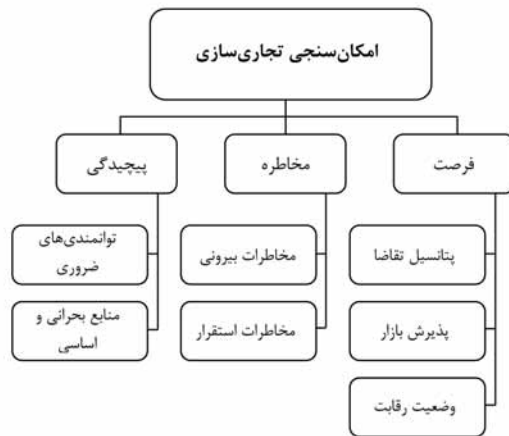 امکان‌سنجی تجاری‌سازی
فرصت
مخاطره
پیچیدگی
پتانسیل تقاضا
پذیرش بازار
وضعیت رقابت
مخاطرات بیرونی
مخاطرات استقرار
توانمندی‌های
ضروری
منابع بحرانی و
اساسی